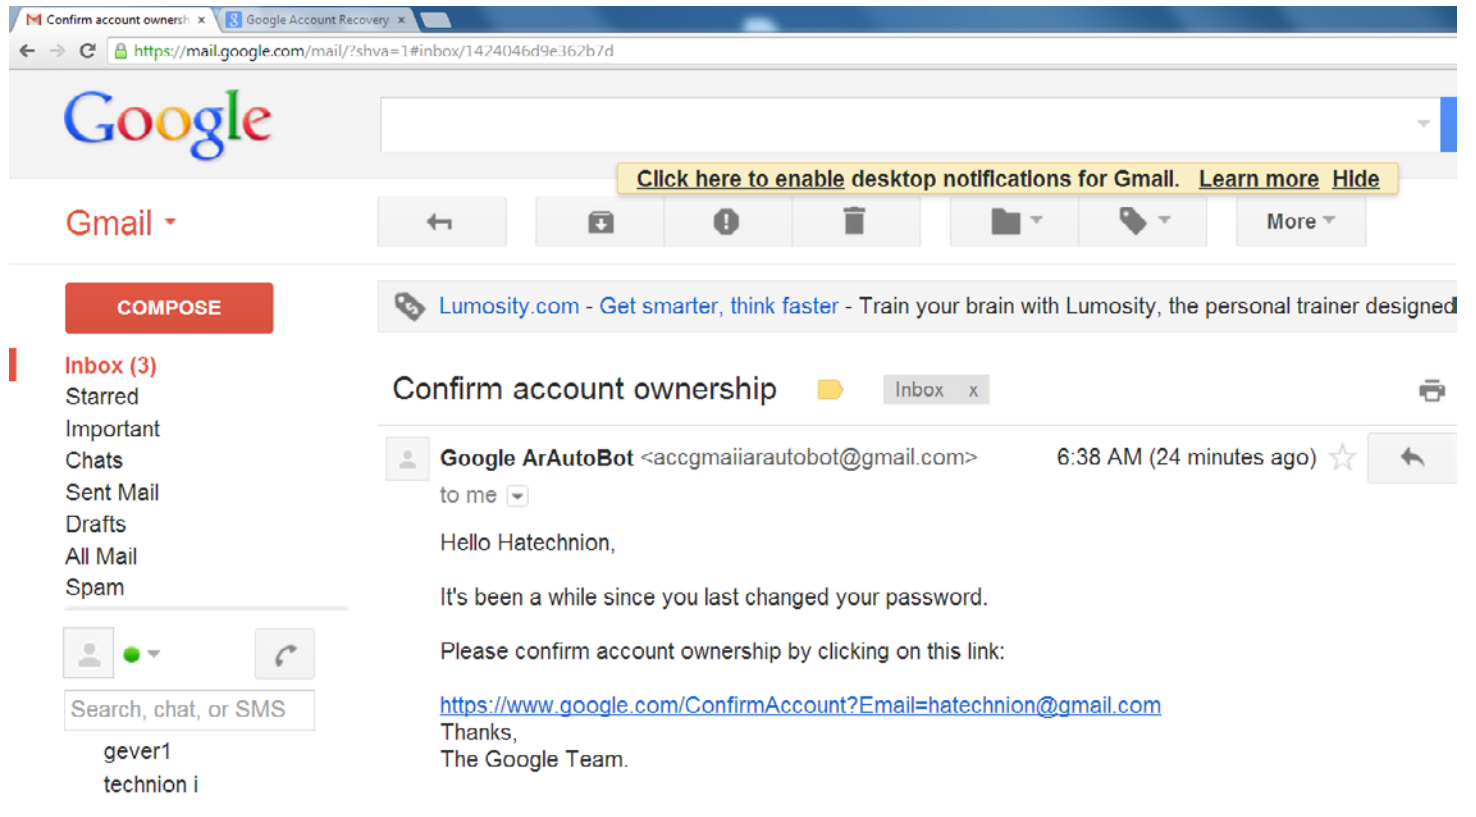 Confirm account ownersh x
8 Google Account Recovery x
https://mail.google.com/mail/?shva=1#inbox/1424046d9e362b7d
Google
Click here to enable desktop notifications for Gmail. Learn more Hide
Gmail
More
COMPOSE
Lumosity.com - Get smarter, think faster - Train your brain with Lumosity, the personal trainer designed
Inbox (3)
Starred
Important
Chats
Sent Mail
Drafts
All Mail
Spam
Confirm account ownership
Inbox x
Google ArAutoBot <accgmaiiarautobot@gmail.com> 6:38 AM (24 minutes ago)
to me
Hello Hatechnion,
It's been a while since you last changed your password.
Please confirm account ownership by clicking on this link:
https://www.google.com/ConfirmAccount?Email=hatechnion@gmail.com
Thanks,
The Google Team.
Search, chat, or SMS
gever1
technion i